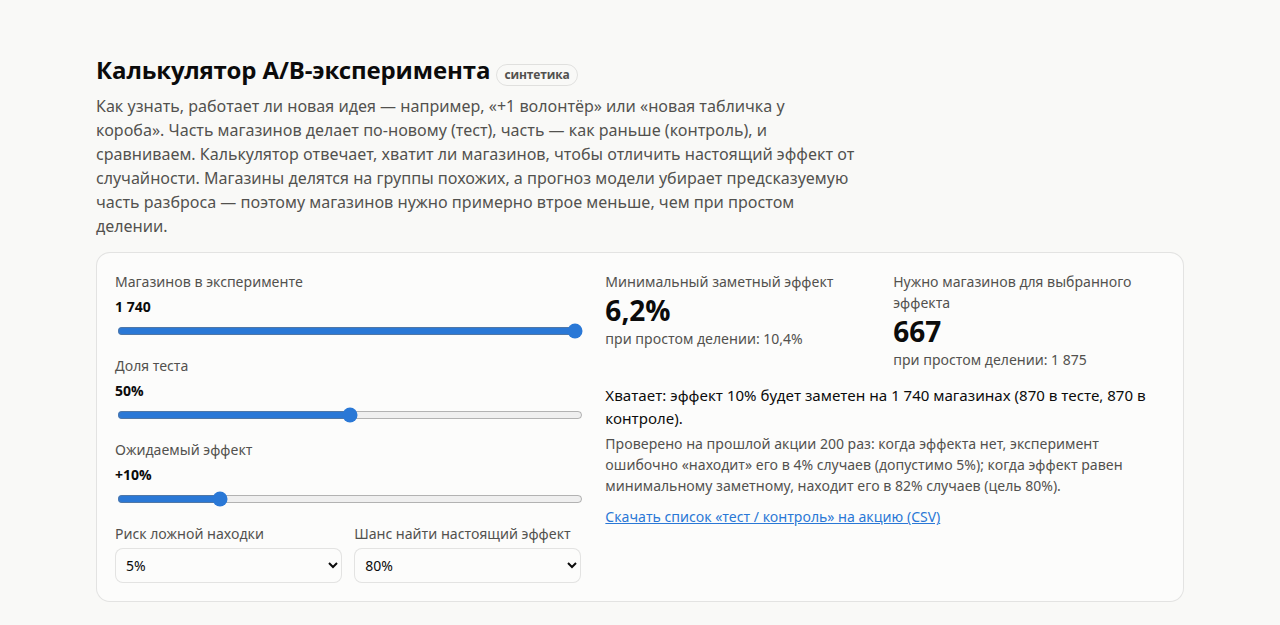 Калькулятор A/B-эксперимента синтетика
Как узнать, работает ли новая идея — например, «+1 волонтёр» или «новая табличка у
короба». Часть магазинов делает по-новому (тест), часть — как раньше (контроль), и
сравниваем. Калькулятор отвечает, хватит ли магазинов, чтобы отличить настоящий эффект от
случайности. Магазины делятся на группы похожих, а прогноз модели убирает предсказуемую
часть разброса — поэтому магазинов нужно примерно втрое меньше, чем при простом
делении.
Магазинов в эксперименте
1 740
Доля теста
50%
Ожидаемый эффект
+10%
Риск ложной находки
5%
Шанс найти настоящий эффект
80%
Минимальный заметный эффект
6,2%
при простом делении: 10,4%
Нужно магазинов для выбранного
эффекта
667
при простом делении: 1 875
Хватает: эффект 10% будет заметен на 1 740 магазинах (870 в тесте, 870 в
контроле).
Проверено на прошлой акции 200 раз: когда эффекта нет, эксперимент
ошибочно «находит» его в 4% случаев (допустимо 5%); когда эффект равен
минимальному заметному, находит его в 82% случаев (цель 80%).
Скачать список «тест / контроль» на акцию (CSV)